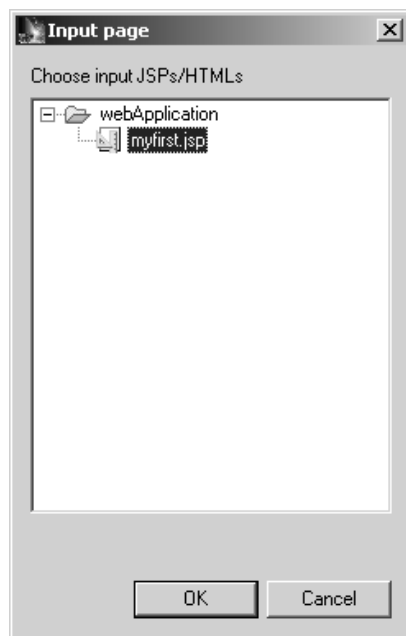 Input page
Choose input JSPs/HTMLs
webApplication
myfirst.jsp
OK Cancel